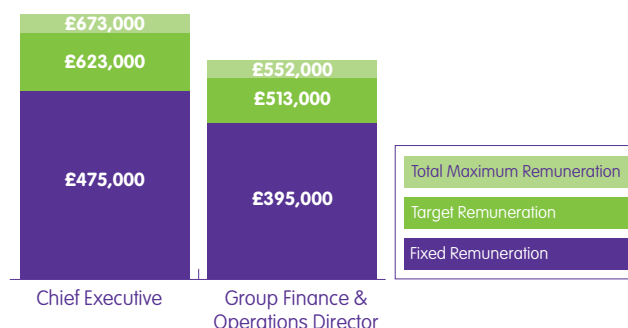 £673,000
£623,000
£475,000
£552,000
£513,000
£395,000
Total Maximum Remuneration
Target Remuneration
Fixed Remuneration
Chief Executive
Group Finance &
Operations Director